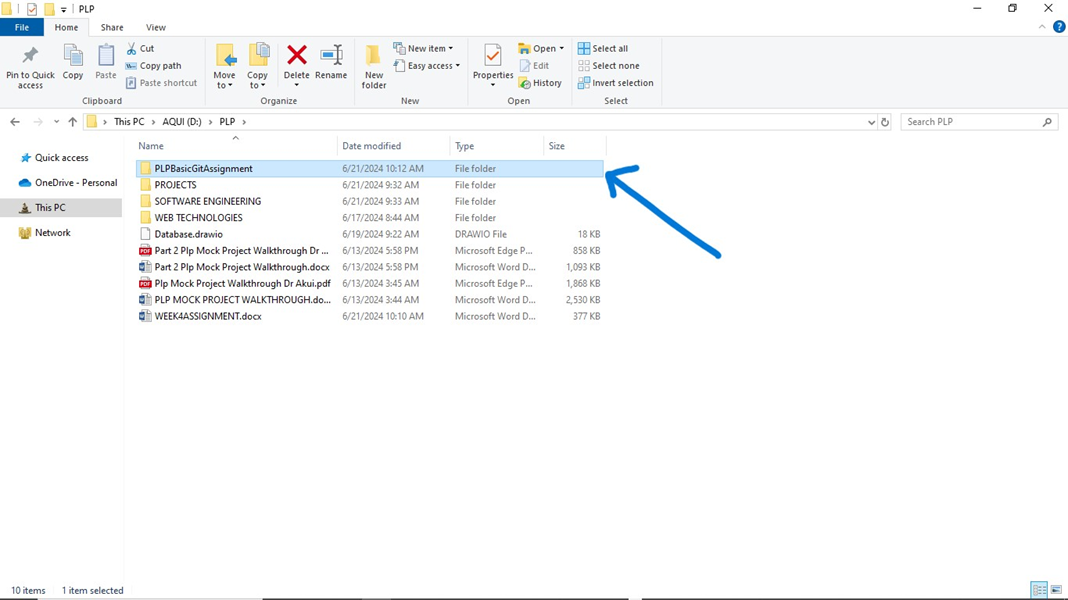 PLP
File Home Share View
Pin to Quick access
Copy
Paste
Cut
Copy path
Paste shortcut
Clipboard
Move to
Copy to
Delete
Rename
Organize
New folder
New item
Easy access
New
Properties
Open
Edit
History
Open
Select all
Select none
Invert selection
Select
This PC > AQUI (D:) > PLP >
Search PLP
Quick access
OneDrive - Personal
This PC
Network
Name Date modified Type Size
PLPBasicGitAssignment 6/21/2024 10:12 AM File folder
PROJECTS 6/21/2024 9:32 AM File folder
SOFTWARE ENGINEERING 6/21/2024 9:33 AM File folder
WEB TECHNOLOGIES 6/17/2024 8:44 AM File folder
Database.drawio 6/19/2024 9:22 AM DRAWIO File 18 KB
Part 2 Plp Mock Project Walkthrough Dr ... 6/13/2024 5:58 PM Microsoft Edge P... 858 KB
Part 2 Plp Mock Project Walkthrough.docx 6/13/2024 5:58 PM Microsoft Word D... 1,093 KB
Plp Mock Project Walkthrough Dr Akui.pdf 6/13/2024 3:45 AM Microsoft Edge P... 1,868 KB
PLP MOCK PROJECT WALKTHROUGH.do... 6/13/2024 3:44 AM Microsoft Word D... 2,530 KB
WEEK4ASSIGNMENT.docx 6/21/2024 10:10 AM Microsoft Word D... 377 KB
10 items 1 item selected